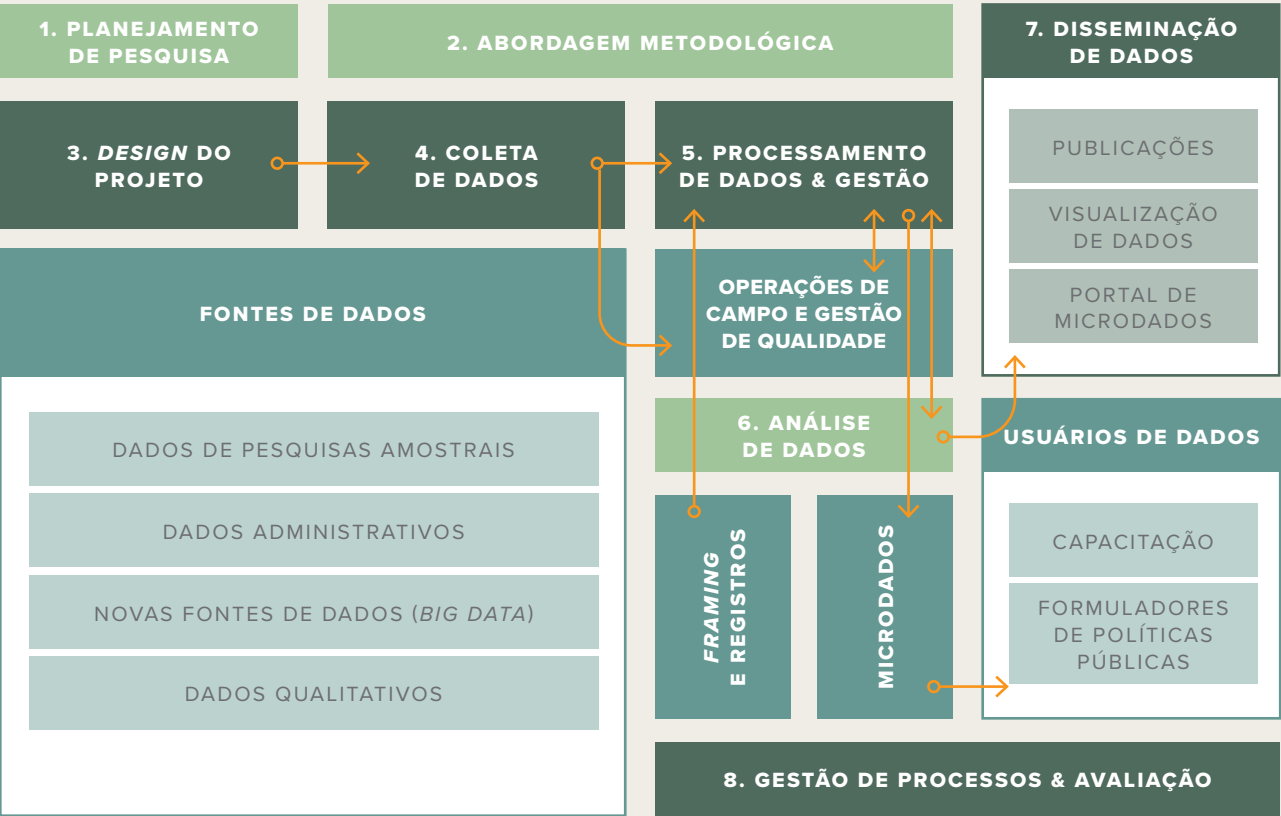 1. PLANEJAMENTO
DE PESQUISA
2. ABORDAGEM METODOLÓGICA
7. DISSEMINAÇÃO
DE DADOS
3. DESIGN DO
PROJETO
4. COLETA
DE DADOS
5. PROCESSAMENTO
DE DADOS & GESTÃO
PUBLICAÇÕES
VISUALIZAÇÃO
DE DADOS
PORTAL DE
MICRODADOS
FONTES DE DADOS
OPERAÇÕES DE
CAMPO E GESTÃO
DE QUALIDADE
DADOS DE PESQUISAS AMOSTRAIS
DADOS ADMINISTRATIVOS
NOVAS FONTES DE DADOS (BIG DATA)
DADOS QUALITATIVOS
6. ANÁLISE
DE DADOS
USUÁRIOS DE DADOS
FRAMING
E REGISTROS
MICRODADOS
CAPACITAÇÃO
FORMULADORES
DE POLÍTICAS
PÚBLICAS
8. GESTÃO DE PROCESSOS & AVALIAÇÃO